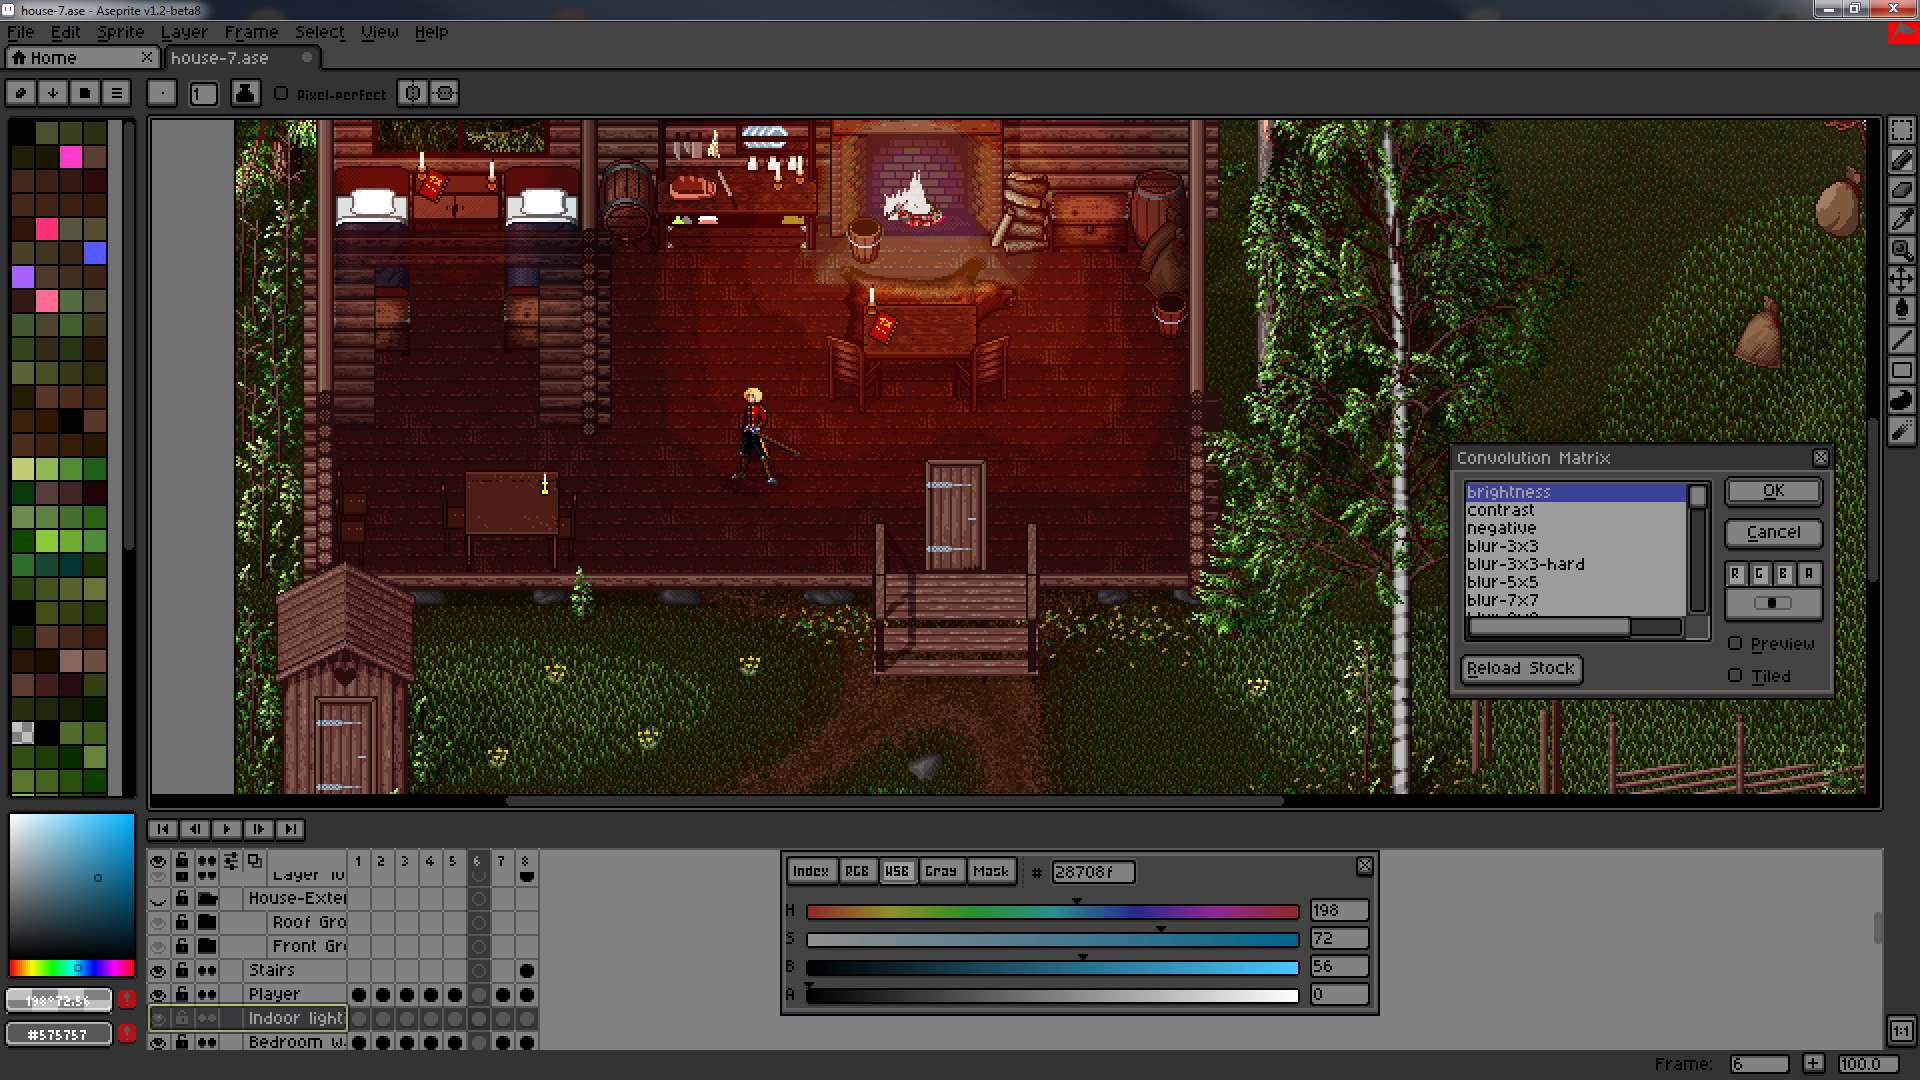 house-7.ase - Aseprite v1.2-beta8
File Edit Sprite Layer Frame Select View Help
Home house-7.ase
1 Pixel-perfect
Convolution Matrix
brightness
contrast
negative
blur-3x3
blur-3x3-hard
blur-5x5
blur-7x7
OK
Cancel
R G B A
Preview
Tiled
Reload Stock
1 2 3 4 5 6 7 8
House-Exter
Roof Gro
Front Gr
Stairs
Player
Indoor light
Bedroom w
Index RGB HSB Gray Mask # 28708f
H 198
S 72
B 56
A 0
198°72,56
#575757
1:1
Frame: 6 + 100.0